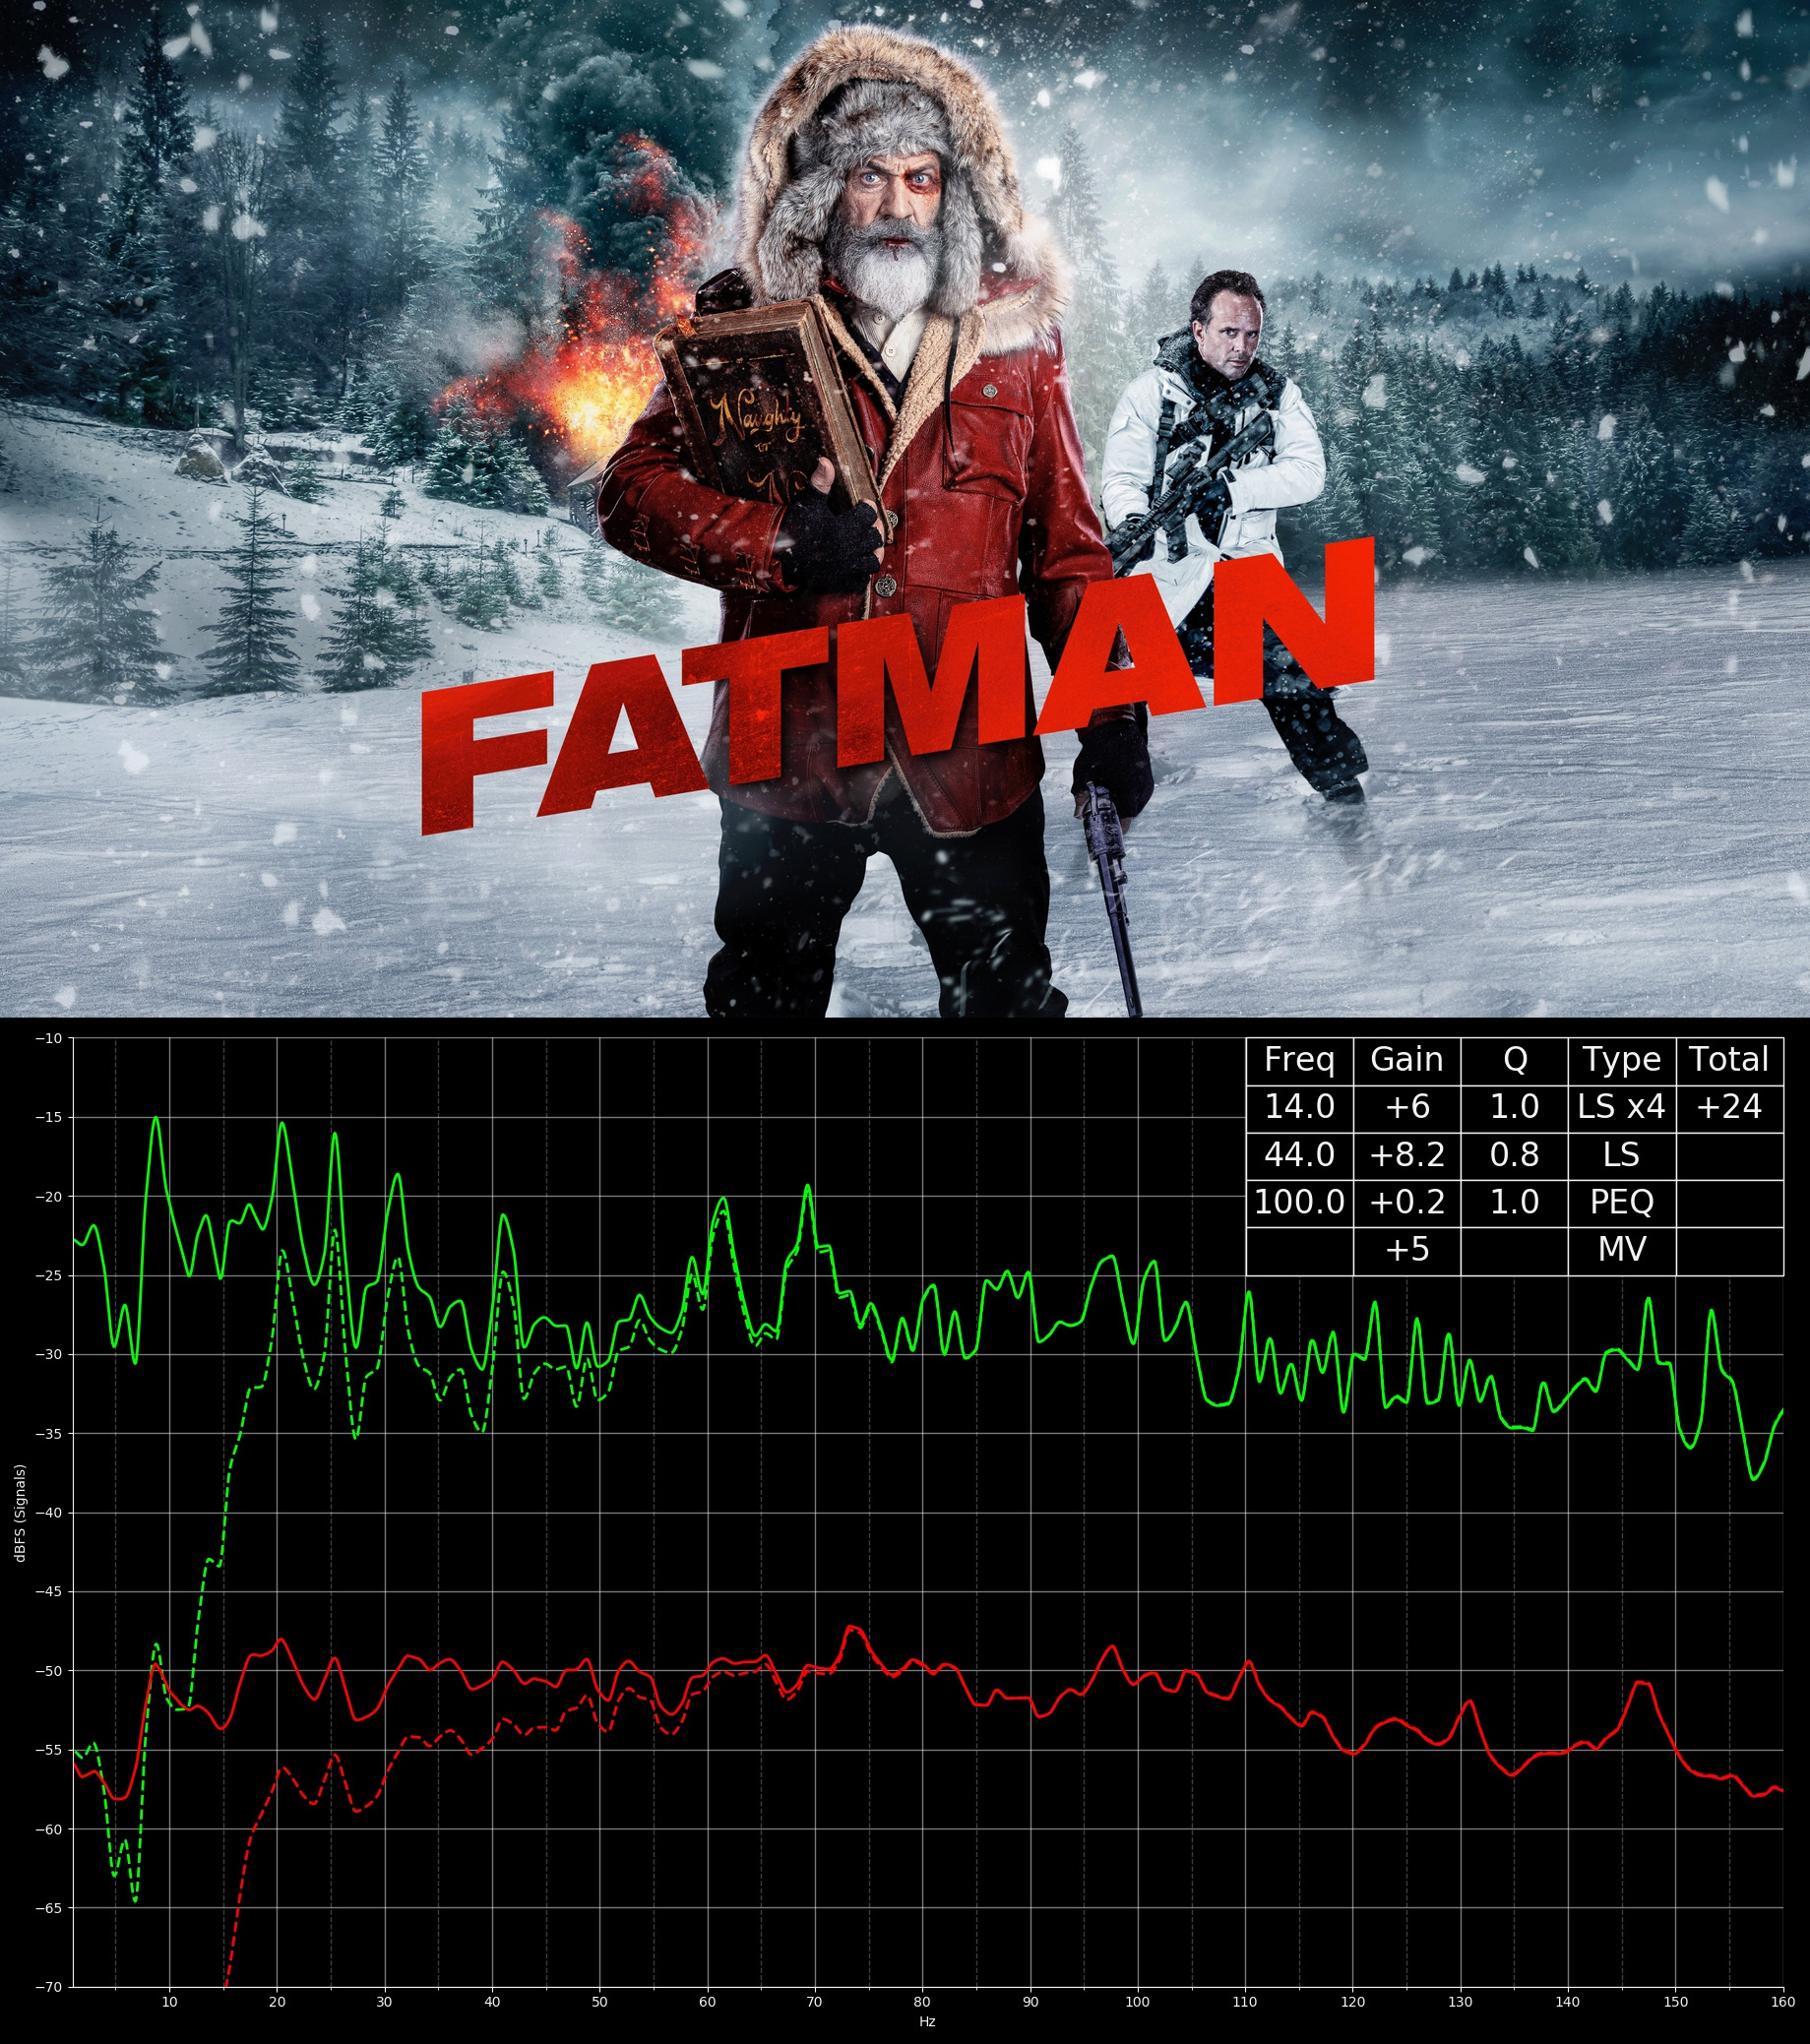 Naughty
or
FATMAN
Freq Gain Q Type Total
14.0 +6 1.0 LS x4 +24
44.0 +8.2 0.8 LS
100.0 +0.2 1.0 PEQ
+5 MV
−10
−15
−20
−25
−30
−35
−40
−45
−50
−55
−60
−65
−70
dBFS (Signals)
10 20 30 40 50 60 70 80 90 100 110 120 130 140 150 160
Hz